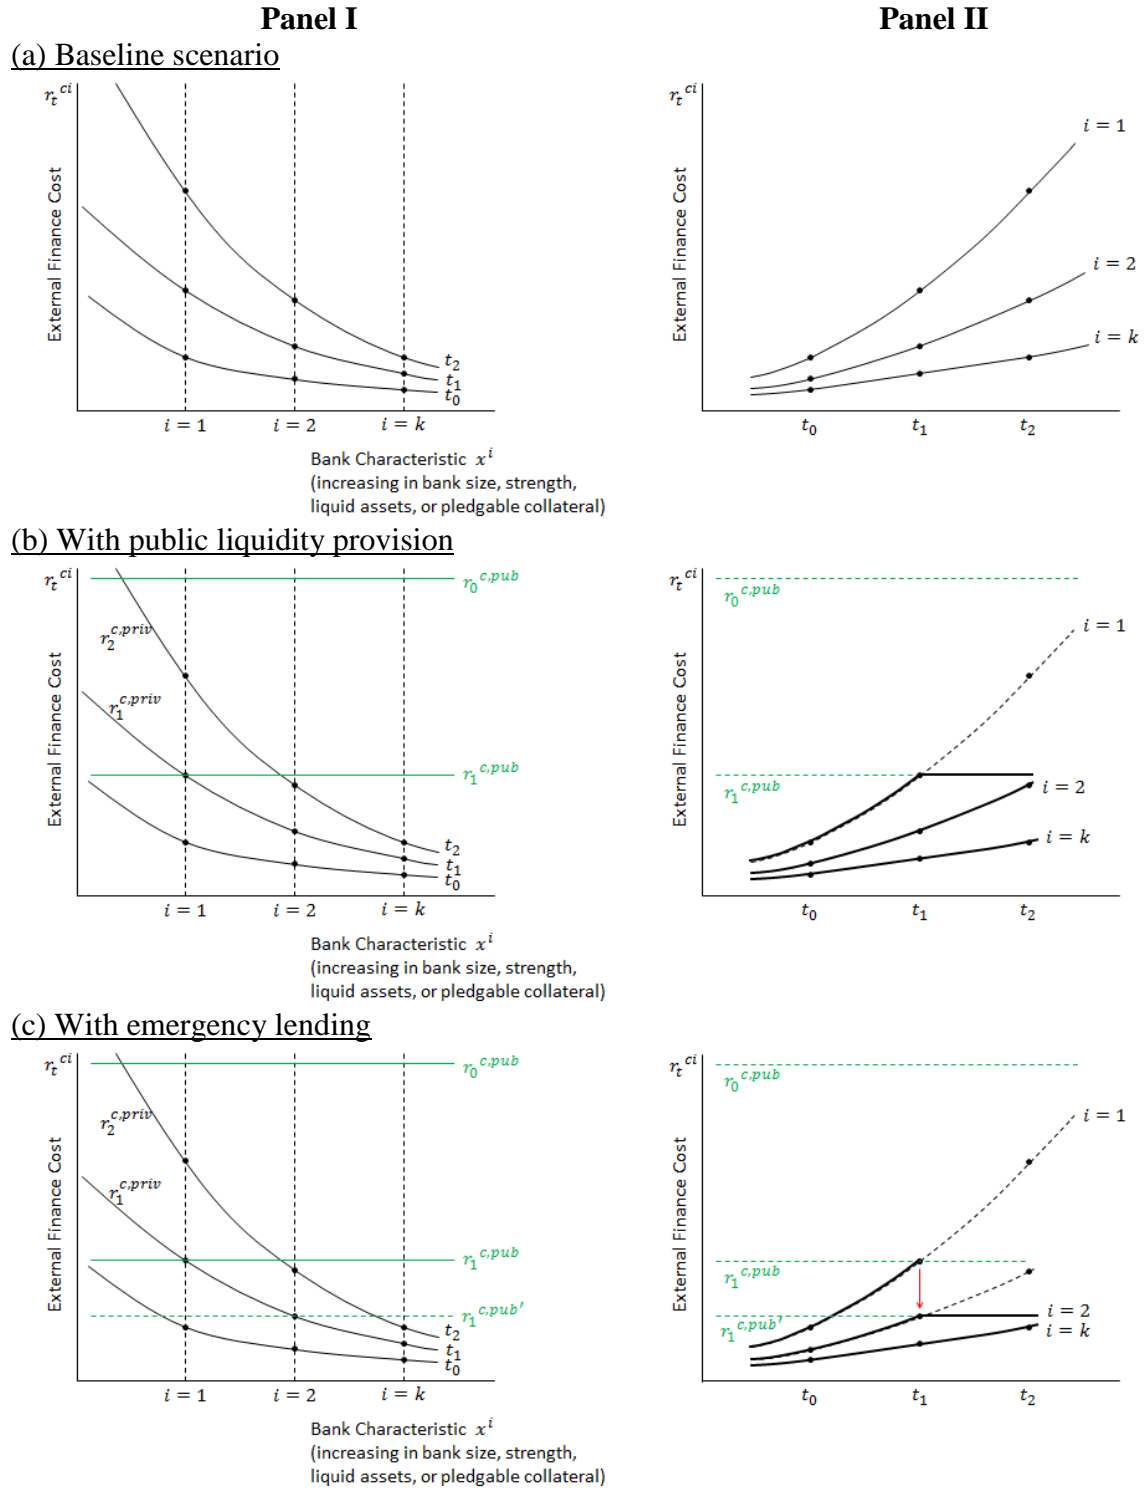 Panel I
Panel II
(a) Baseline scenario
r_t^{ci}
External Finance Cost
t_2
t_1
t_0
i = 1
i = 2
i = k
Bank Characteristic x^i
(increasing in bank size, strength,
liquid assets, or pledgable collateral)
r_t^{ci}
External Finance Cost
i = 1
i = 2
i = k
t_0
t_1
t_2
(b) With public liquidity provision
r_t^{ci}
External Finance Cost
r_0^{c,pub}
r_2^{c,priv}
r_1^{c,priv}
r_1^{c,pub}
t_2
t_1
t_0
i = 1
i = 2
i = k
Bank Characteristic x^i
(increasing in bank size, strength,
liquid assets, or pledgable collateral)
r_t^{ci}
External Finance Cost
r_0^{c,pub}
i = 1
r_1^{c,pub}
i = 2
i = k
t_0
t_1
t_2
(c) With emergency lending
r_t^{ci}
External Finance Cost
r_0^{c,pub}
r_2^{c,priv}
r_1^{c,priv}
r_1^{c,pub}
r_1^{c,pub'}
t_2
t_1
t_0
i = 1
i = 2
i = k
Bank Characteristic x^i
(increasing in bank size, strength,
liquid assets, or pledgable collateral)
r_t^{ci}
External Finance Cost
r_0^{c,pub}
i = 1
r_1^{c,pub}
r_1^{c,pub'}
i = 2
i = k
t_0
t_1
t_2